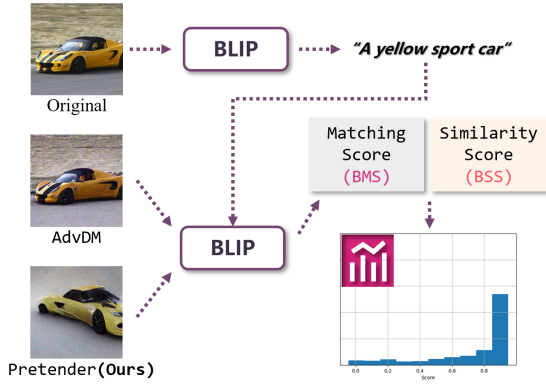 BLIP
“A yellow sport car”
Original
Matching
Score
(BMS)
Similarity
Score
(BSS)
AdvDM
BLIP
Pretender(Ours)
0.0 0.2 0.4 0.6 0.8
Score